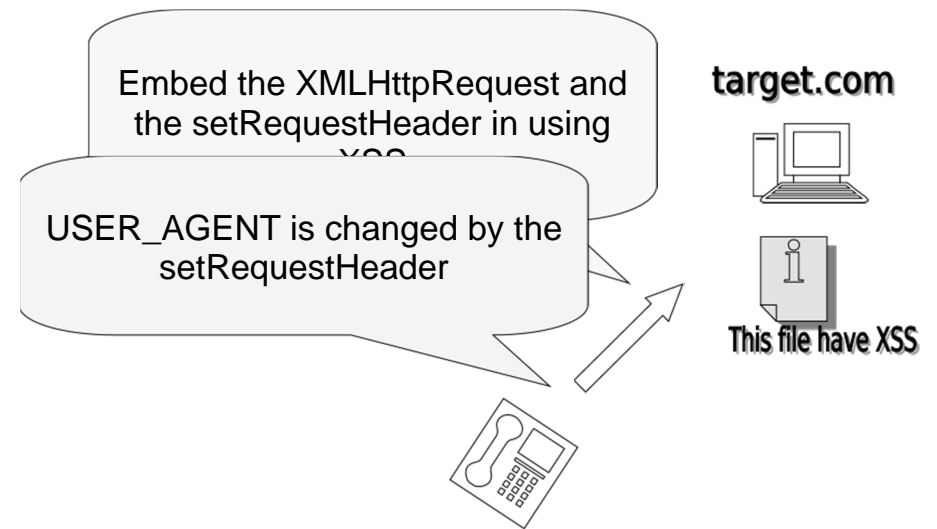 Embed the XMLHttpRequest and
the setRequestHeader in using
target.com
USER_AGENT is changed by the
setRequestHeader
This file have XSS